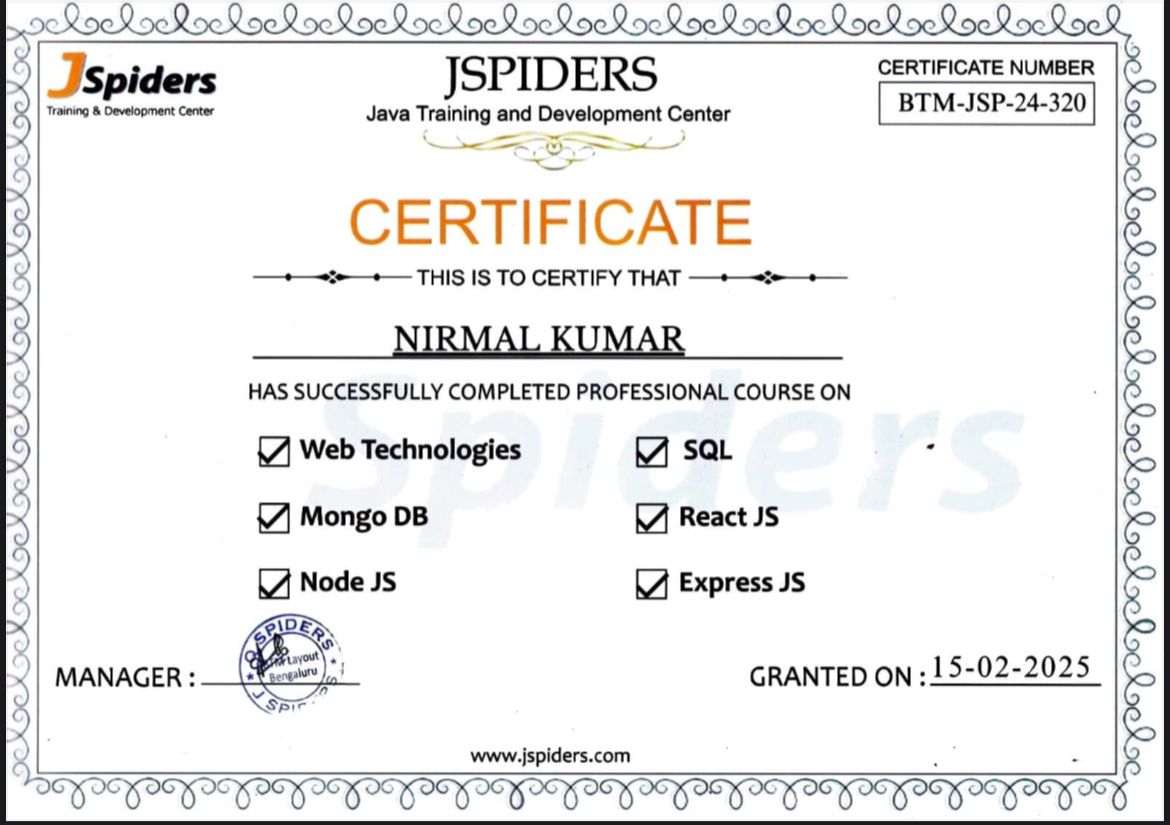 JSpiders
Training & Development Center
JSPIDERS
Java Training and Development Center
CERTIFICATE NUMBER
BTM-JSP-24-320
CERTIFICATE
THIS IS TO CERTIFY THAT
NIRMAL KUMAR
HAS SUCCESSFULLY COMPLETED PROFESSIONAL COURSE ON
Spiders
Web Technologies
SQL
Mongo DB
React JS
Node JS
Express JS
MANAGER :
Q SPIDERS
Layout
Bengaluru
J SPI
GRANTED ON : 15-02-2025
www.jspiders.com